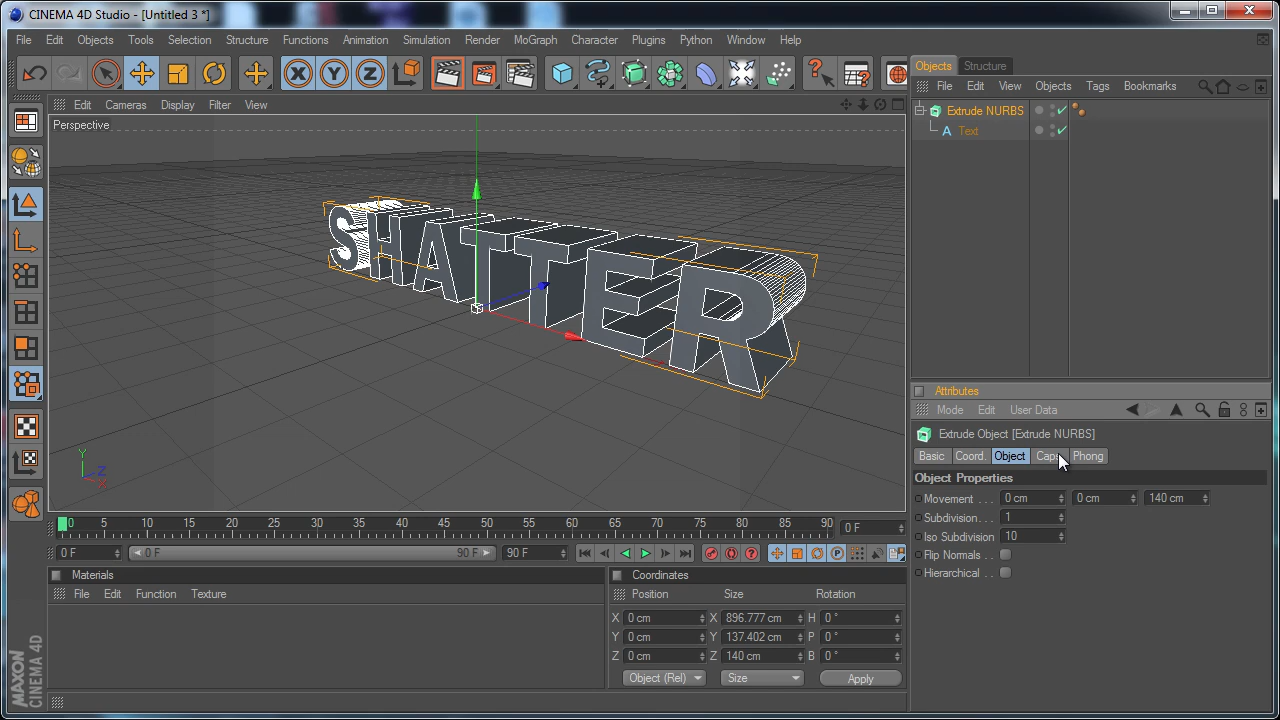 CINEMA 4D Studio - [Untitled 3 *]
File Edit Objects Tools Selection Structure Functions Animation Simulation Render MoGraph Character Plugins Python Window Help
Objects Structure
File Edit View Objects Tags Bookmarks
Extrude NURBS
Text
Edit Cameras Display Filter View
Perspective
SHATTER
Y
Z
X
Attributes
Mode Edit User Data
Extrude Object [Extrude NURBS]
Basic Coord. Object Caps Phong
Object Properties
Movement . . . 0 cm 0 cm 140 cm
Subdivision. . . 1
Iso Subdivision 10
Flip Normals . .
Hierarchical . .
0 5 10 15 20 25 30 35 40 45 50 55 60 65 70 75 80 85 90 0 F
0 F 0 F 90 F 90 F
Materials
File Edit Function Texture
Coordinates
Position Size Rotation
X 0 cm X 896.777 cm H 0 °
Y 0 cm Y 137.402 cm P 0 °
Z 0 cm Z 140 cm B 0 °
Object (Rel) Size Apply
MAXON
CINEMA 4D